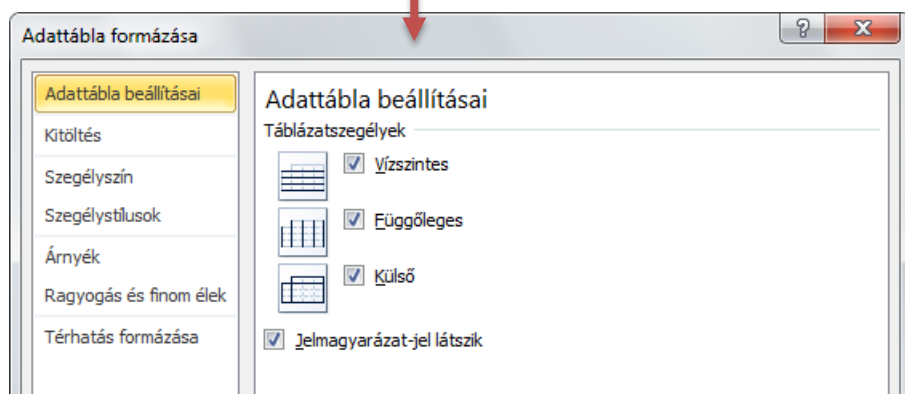 Adattábla formázása
Adattábla beállításai
Kitöltés
Szegélyszín
Szegélystílusok
Árnyék
Ragyogás és finom élek
Térhatás formázása
Adattábla beállításai
Táblázatszegélyek
Vízszintes
Függőleges
Külső
Jelmagyarázat-jel látszik